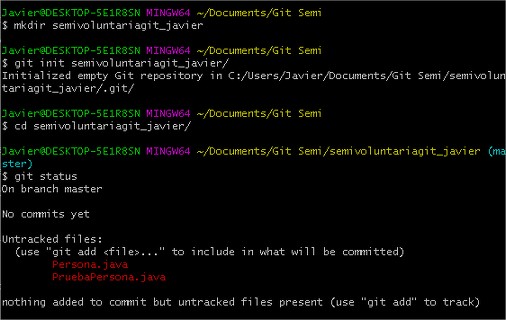 Javier@DESKTOP-5E1R8SN MINGW64 ~/Documents/Git Semi
$ mkdir semivoluntariagit_javier
Javier@DESKTOP-5E1R8SN MINGW64 ~/Documents/Git Semi
$ git init semivoluntariagit_javier/
Initialized empty Git repository in C:/Users/Javier/Documents/Git Semi/semivolun
tariagit_javier/.git/
Javier@DESKTOP-5E1R8SN MINGW64 ~/Documents/Git Semi
$ cd semivoluntariagit_javier/
Javier@DESKTOP-5E1R8SN MINGW64 ~/Documents/Git Semi/semivoluntariagit_javier (ma
ster)
$ git status
On branch master
No commits yet
Untracked files:
(use "git add <file>..." to include in what will be committed)
Persona.java
PruebaPersona.java
nothing added to commit but untracked files present (use "git add" to track)